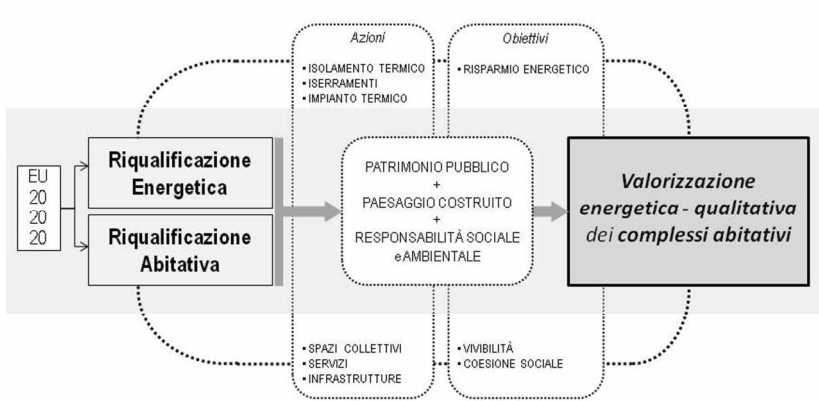 Azioni
Obiettivi
• ISOLAMENTO TERMICO
• ISERRAMENTI
• IMPIANTO TERMICO
• RISPARMIO ENERGETICO
EU
20
20
20
Riqualificazione
Energetica
Riqualificazione
Abitativa
PATRIMONIO PUBBLICO
+
PAESAGGIO COSTRUITO
+
RESPONSABILITÀ SOCIALE
e AMBIENTALE
Valorizzazione
energetica - qualitativa
dei complessi abitativi
• SPAZI COLLETTIVI
• SERVIZI
• INFRASTRUTTURE
• VIVIBILITÀ
• COESIONE SOCIALE